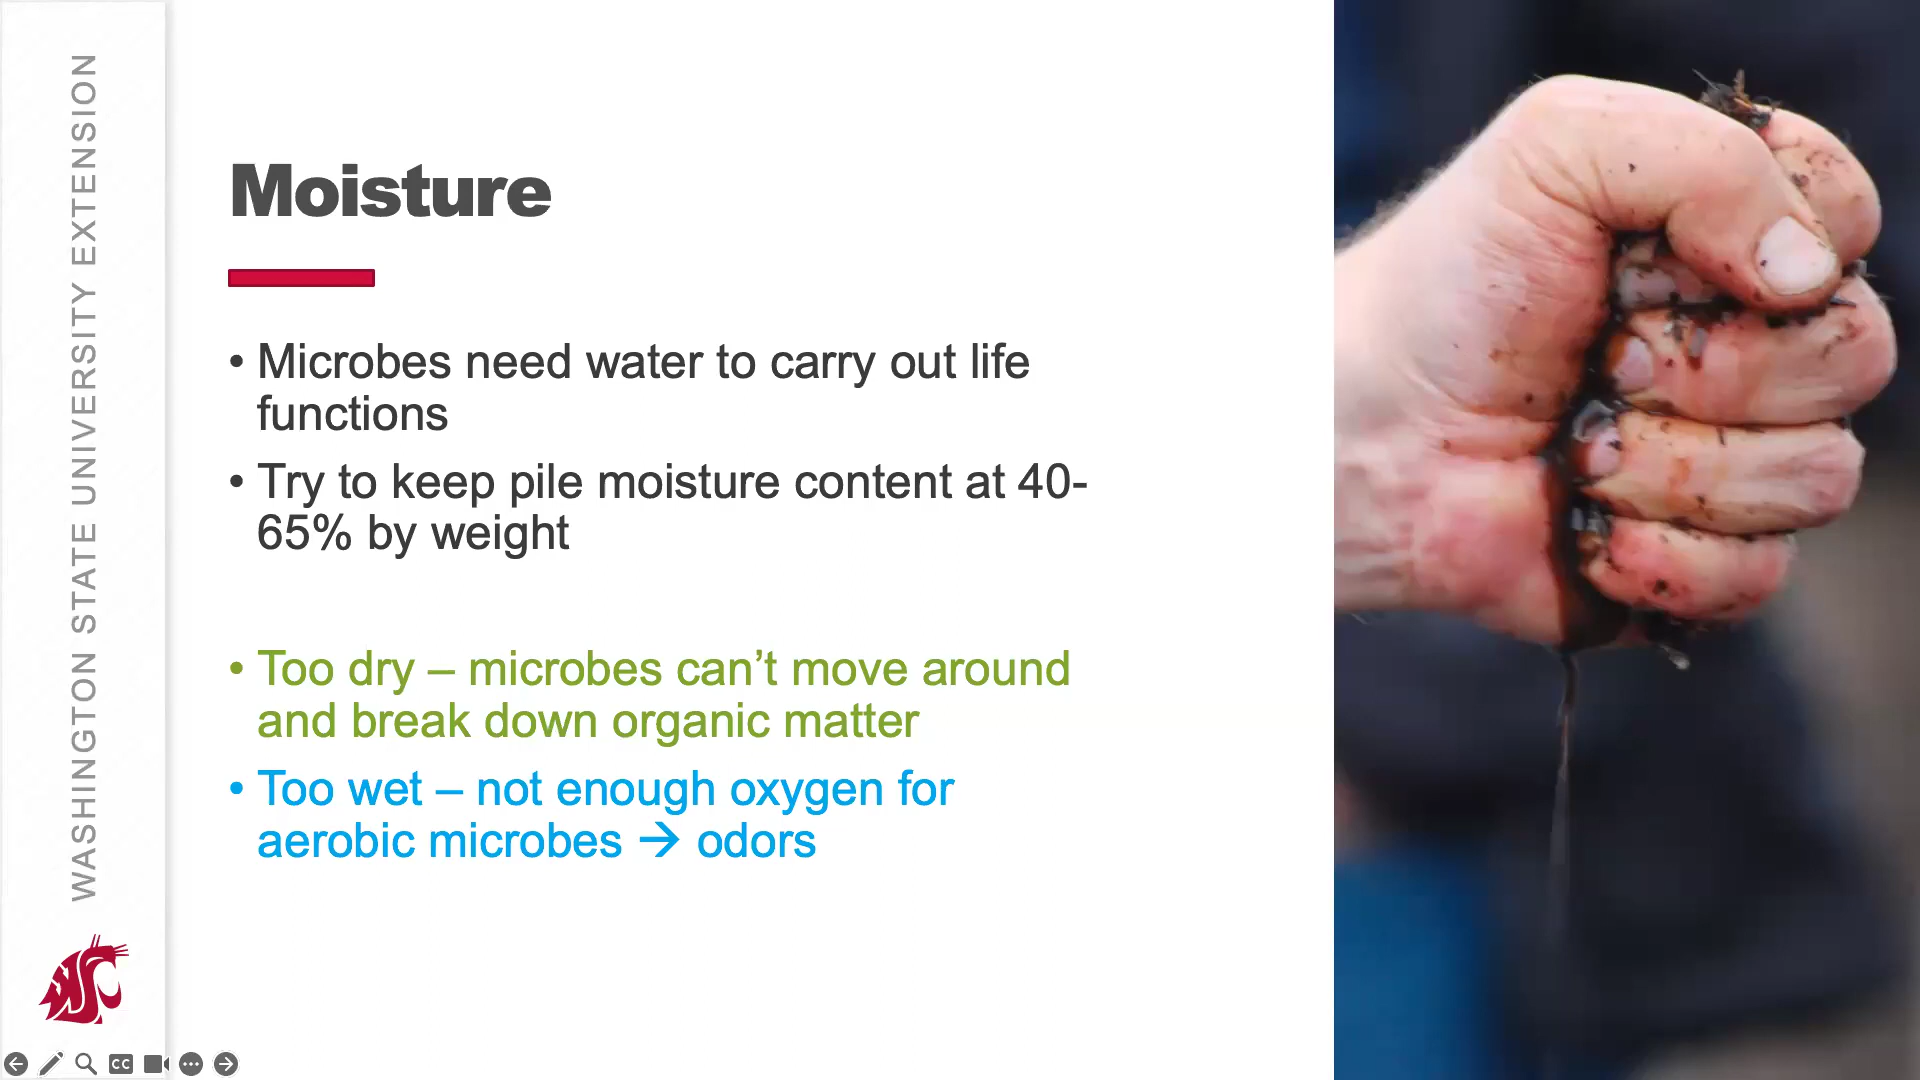 WASHINGTON STATE UNIVERSITY EXTENSION
Moisture
• Microbes need water to carry out life
functions
• Try to keep pile moisture content at 40-
65% by weight
• Too dry – microbes can’t move around
and break down organic matter
• Too wet – not enough oxygen for
aerobic microbes → odors
WSU
CC